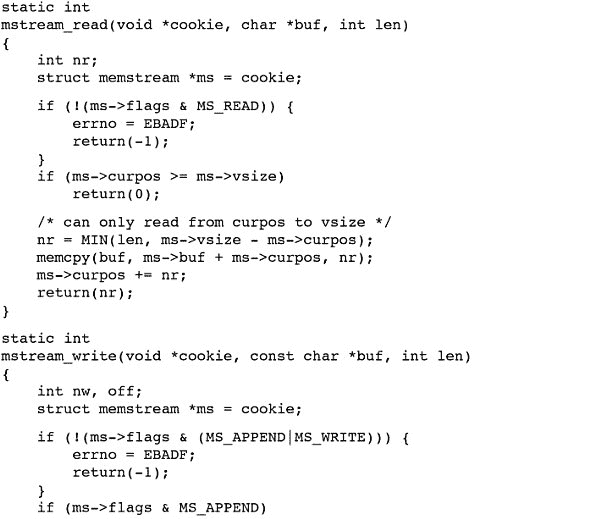 static int
mstream_read(void *cookie, char *buf, int len)
{
    int nr;
    struct memstream *ms = cookie;

    if (!(ms->flags & MS_READ)) {
        errno = EBADF;
        return(-1);
    }
    if (ms->curpos >= ms->vsize)
        return(0);

    /* can only read from curpos to vsize */
    nr = MIN(len, ms->vsize - ms->curpos);
    memcpy(buf, ms->buf + ms->curpos, nr);
    ms->curpos += nr;
    return(nr);
}

static int
mstream_write(void *cookie, const char *buf, int len)
{
    int nw, off;
    struct memstream *ms = cookie;

    if (!(ms->flags & (MS_APPEND|MS_WRITE))) {
        errno = EBADF;
        return(-1);
    }
    if (ms->flags & MS_APPEND)